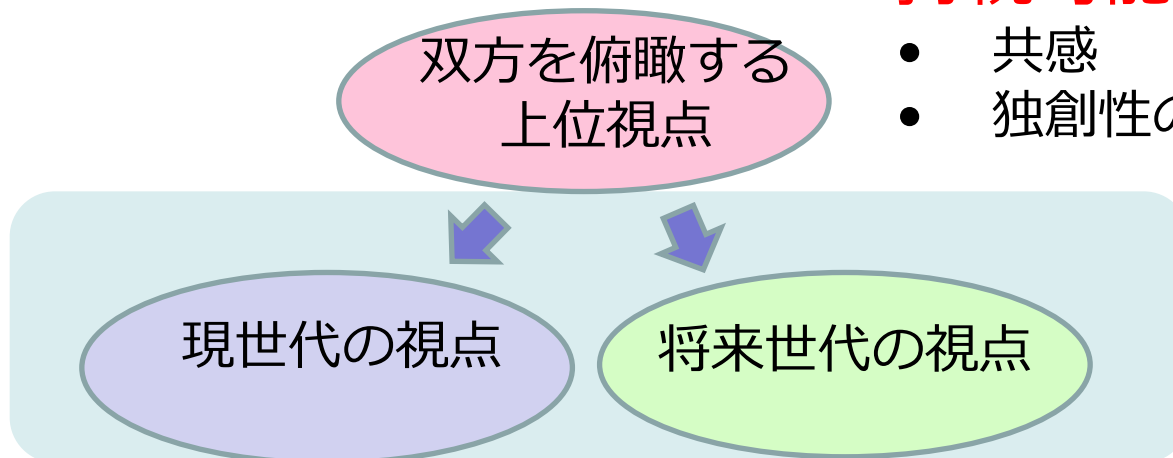 双方を俯瞰する
上位視点
• 共感
• 独創性の
現世代の視点
将来世代の視点